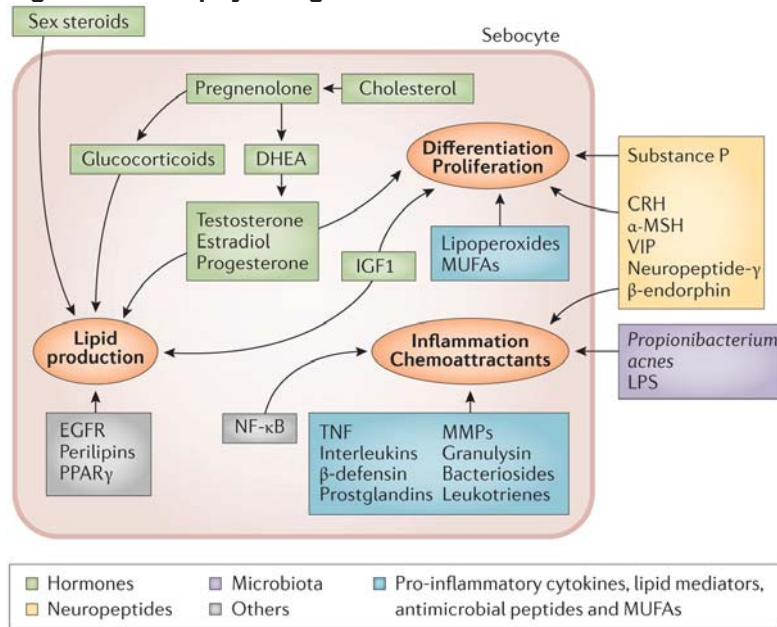 Sex steroids
Sebocyte
Pregnenolone
Cholesterol
Glucocorticoids
DHEA
Differentiation
Proliferation
Substance P
CRH
α-MSH
VIP
Neuropeptide-γ
β-endorphin
Testosterone
Estradiol
Progesterone
IGF1
Lipoperoxides
MUFAs
Lipid
production
Inflammation
Chemoattractants
Propionibacterium
acnes
LPS
EGFR
Perilipins
PPARγ
NF-κB
TNF
Interleukins
β-defensin
Prostglandins
MMPs
Granulysin
Bacteriosides
Leukotrienes
Hormones
Neuropeptides
Microbiota
Others
Pro-inflammatory cytokines, lipid mediators,
antimicrobial peptides and MUFAs